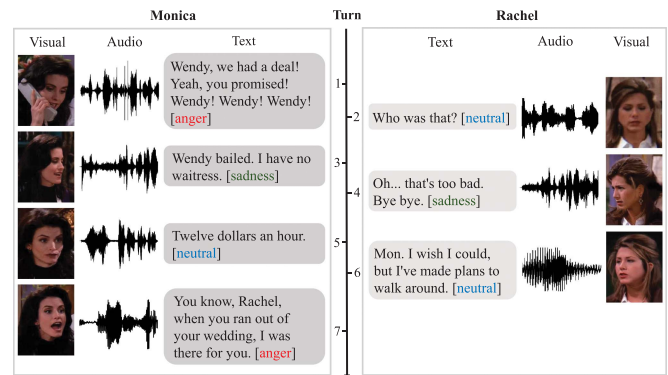 Monica
Turn
Rachel
Visual
Audio
Text
Text
Audio
Visual
Wendy, we had a deal!
Yeah, you promised!
Wendy! Wendy! Wendy!
[anger]
1
2
Who was that? [neutral]
Wendy bailed. I have no
waitress. [sadness]
3
4
Oh... that's too bad.
Bye bye. [sadness]
Twelve dollars an hour.
[neutral]
5
6
Mon. I wish I could,
but I've made plans to
walk around. [neutral]
You know, Rachel,
when you ran out of
your wedding, I was
there for you. [anger]
7